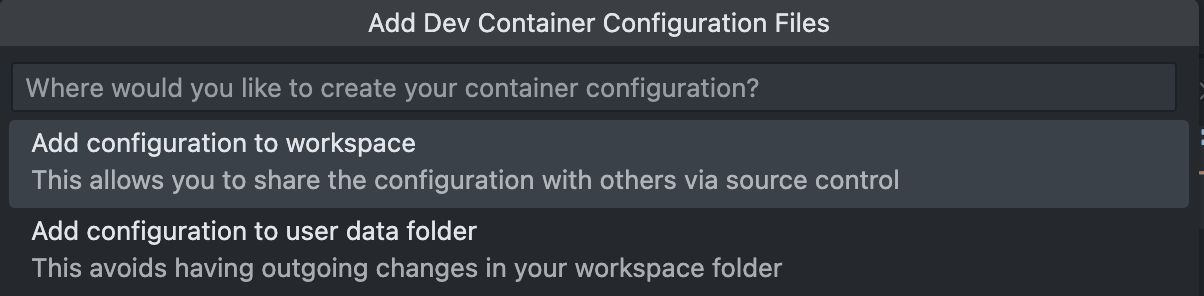 Add Dev Container Configuration Files
Where would you like to create your container configuration?
Add configuration to workspace
This allows you to share the configuration with others via source control
Add configuration to user data folder
This avoids having outgoing changes in your workspace folder